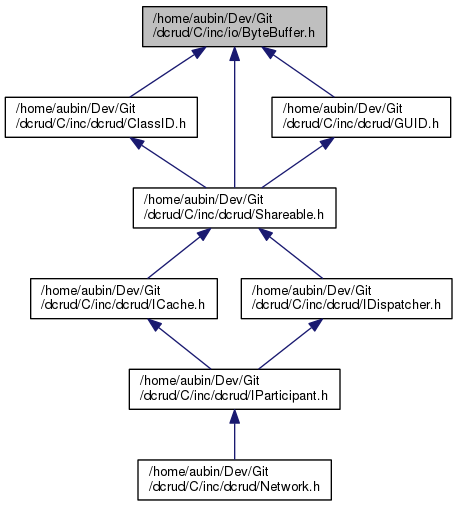 /home/aubin/Dev/Git
/dcrud/C/inc/io/ByteBuffer.h
/home/aubin/Dev/Git
/dcrud/C/inc/dcrud/ClassID.h
/home/aubin/Dev/Git
/dcrud/C/inc/dcrud/GUID.h
/home/aubin/Dev/Git
/dcrud/C/inc/dcrud/Shareable.h
/home/aubin/Dev/Git
/dcrud/C/inc/dcrud/ICache.h
/home/aubin/Dev/Git
/dcrud/C/inc/dcrud/IDispatcher.h
/home/aubin/Dev/Git
/dcrud/C/inc/dcrud/IParticipant.h
/home/aubin/Dev/Git
/dcrud/C/inc/dcrud/Network.h